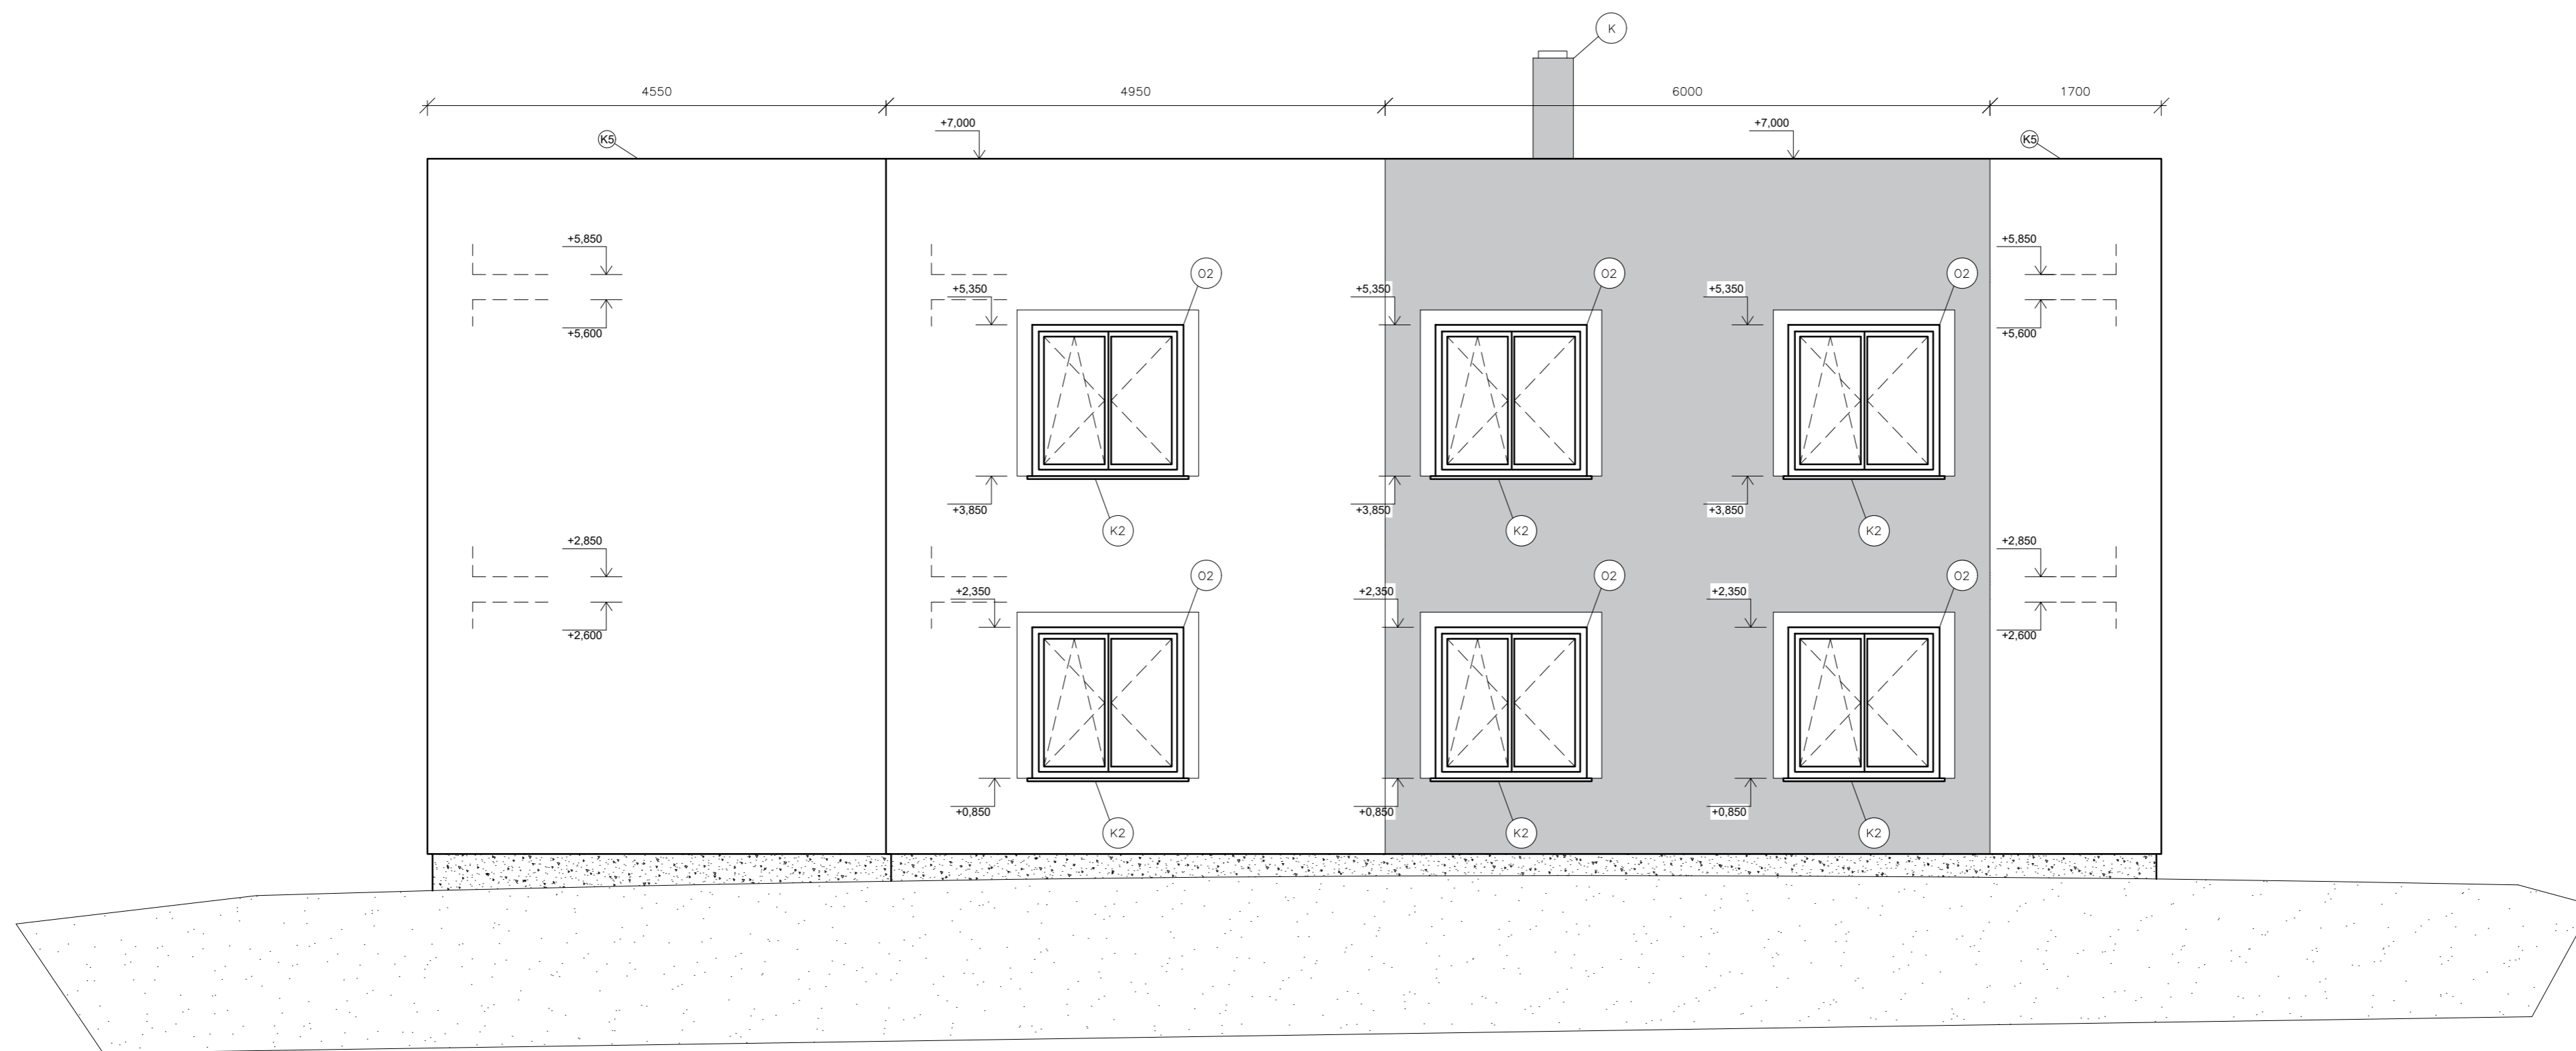 K
4550 4950 6000 1700
+7,000 +7,000
K5 K5
+5,850 +5,850
O2 O2 O2
+5,350 +5,350 +5,350
+5,600 +5,600
+3,850 +3,850 +3,850
K2 K2 K2
+2,850 +2,850
O2 O2 O2
+2,350 +2,350 +2,350
+2,600 +2,600
+0,850 +0,850 +0,850
K2 K2 K2